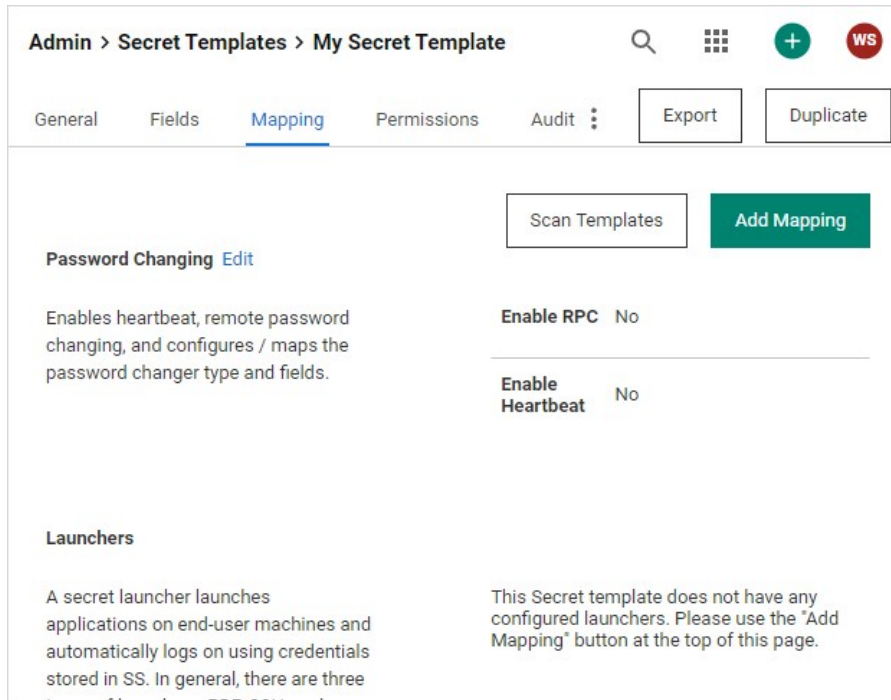 Admin > Secret Templates > My Secret Template
WS
General Fields Mapping Permissions Audit Export Duplicate
Scan Templates Add Mapping
Password Changing Edit
Enables heartbeat, remote password
changing, and configures / maps the
password changer type and fields.
Enable RPC No
Enable
Heartbeat No
Launchers
A secret launcher launches
applications on end-user machines and
automatically logs on using credentials
stored in SS. In general, there are three
This Secret template does not have any
configured launchers. Please use the "Add
Mapping" button at the top of this page.